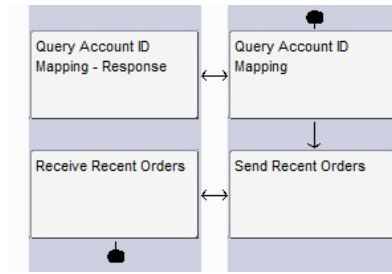 Query Account ID
Mapping - Response
Query Account ID
Mapping
Receive Recent Orders
Send Recent Orders